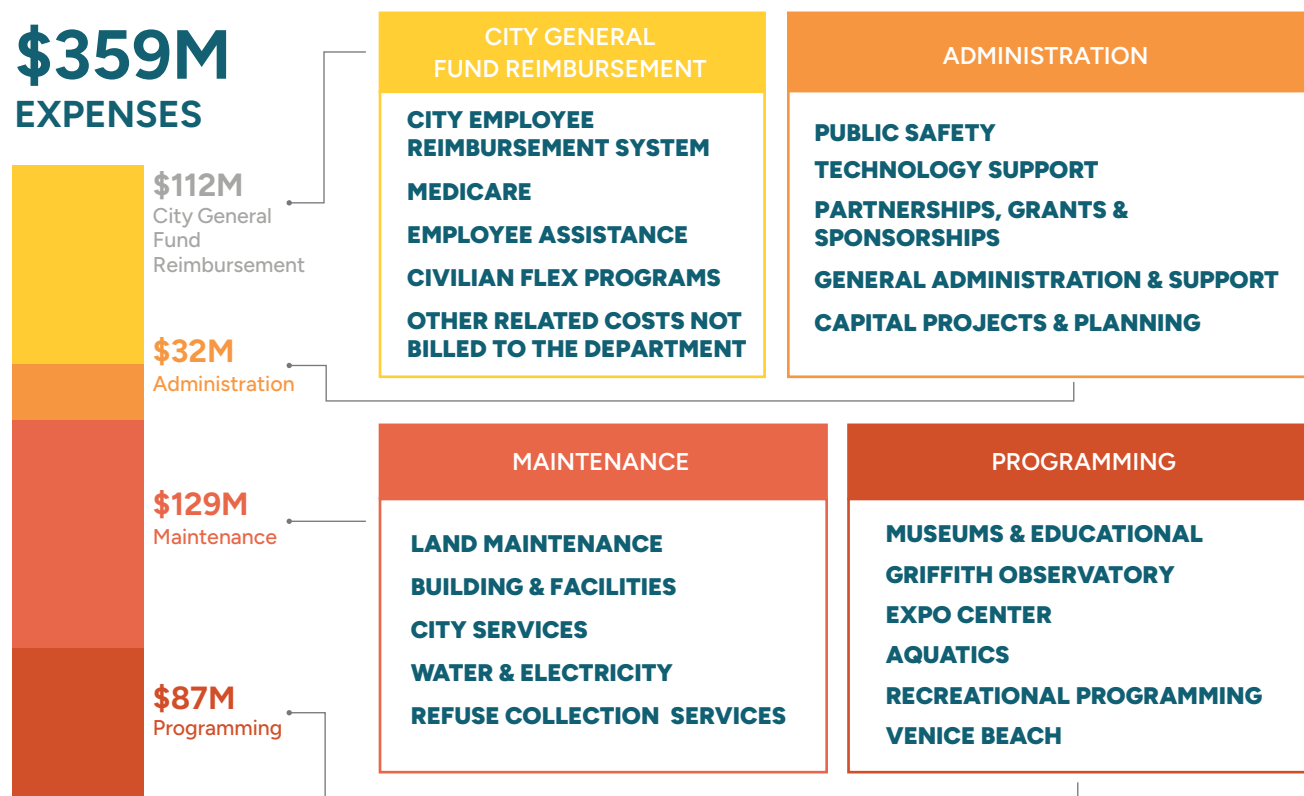 $359M
EXPENSES
$112M
City General
Fund
Reimbursement
$32M
Administration
$129M
Maintenance
$87M
Programming
CITY GENERAL
FUND REIMBURSEMENT
CITY EMPLOYEE
REIMBURSEMENT SYSTEM
MEDICARE
EMPLOYEE ASSISTANCE
CIVILIAN FLEX PROGRAMS
OTHER RELATED COSTS NOT
BILLED TO THE DEPARTMENT
ADMINISTRATION
PUBLIC SAFETY
TECHNOLOGY SUPPORT
PARTNERSHIPS, GRANTS &
SPONSORSHIPS
GENERAL ADMINISTRATION & SUPPORT
CAPITAL PROJECTS & PLANNING
MAINTENANCE
LAND MAINTENANCE
BUILDING & FACILITIES
CITY SERVICES
WATER & ELECTRICITY
REFUSE COLLECTION  SERVICES
PROGRAMMING
MUSEUMS & EDUCATIONAL
GRIFFITH OBSERVATORY
EXPO CENTER
AQUATICS
RECREATIONAL PROGRAMMING
VENICE BEACH